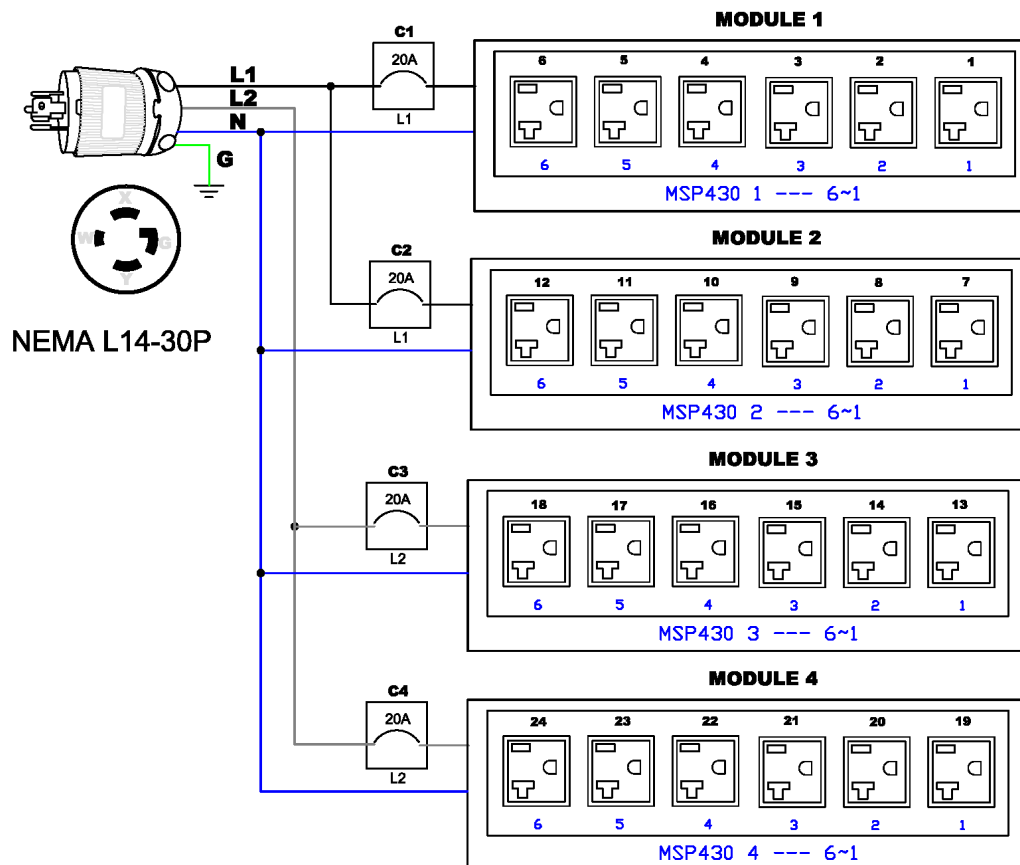 MODULE 1
C1
20A
L1
L1
L2
N
G
6 5 4 3 2 1
6 5 4 3 2 1
MSP430 1 --- 6~1
X
W G
Y
NEMA L14-30P
MODULE 2
C2
20A
L1
12 11 10 9 8 7
6 5 4 3 2 1
MSP430 2 --- 6~1
MODULE 3
C3
20A
L2
18 17 16 15 14 13
6 5 4 3 2 1
MSP430 3 --- 6~1
MODULE 4
C4
20A
L2
24 23 22 21 20 19
6 5 4 3 2 1
MSP430 4 --- 6~1